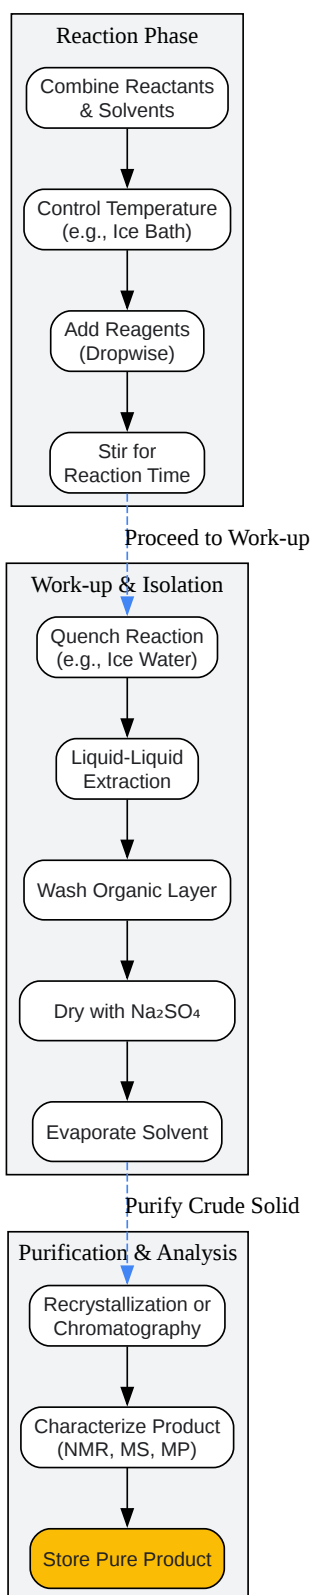 Reaction Phase
Combine Reactants
& Solvents
Control Temperature
(e.g., Ice Bath)
Add Reagents
(Dropwise)
Stir for
Reaction Time
Proceed to Work-up
Work-up & Isolation
Quench Reaction
(e.g., Ice Water)
Liquid-Liquid
Extraction
Wash Organic Layer
Dry with Na₂SO₄
Evaporate Solvent
Purify Crude Solid
Purification & Analysis
Recrystallization or
Chromatography
Characterize Product
(NMR, MS, MP)
Store Pure Product